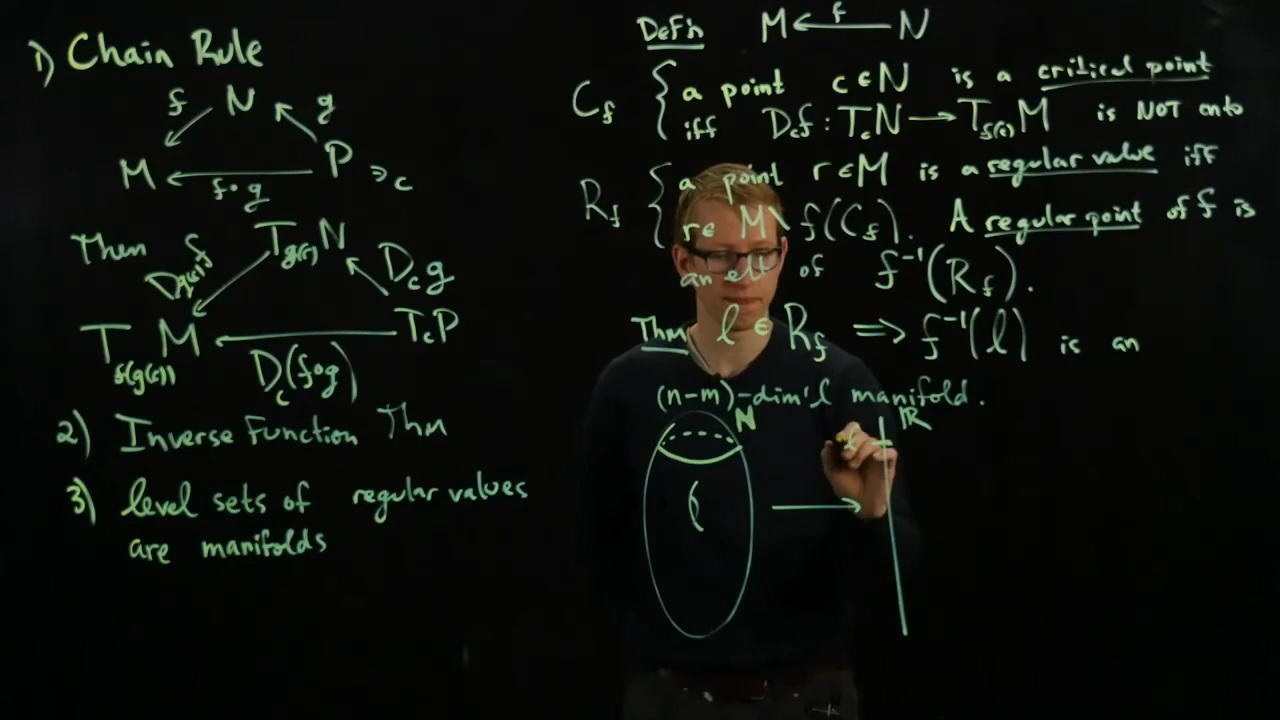 1) Chain Rule
f N g
M f∘g P ∋ c
Then D_{g(c)}f T_{g(c)}N D_c g
T_{f(g(c))}M D_c(f∘g) T_cP
2) Inverse Function Thm
3) level sets of regular values
are manifolds
Defn M ←f N
C_f { a point c∈N is a critical point
iff D_cf : T_cN → T_{f(c)}M is NOT onto
R_f { a point r∈M is a regular value iff
r∈ M\f(C_f). A regular point of f is
an elt of f⁻¹(R_f).
Thm ℓ ∈ R_f ⇒ f⁻¹(ℓ) is an
(n-m)-dim'l manifold.
N → ℝ